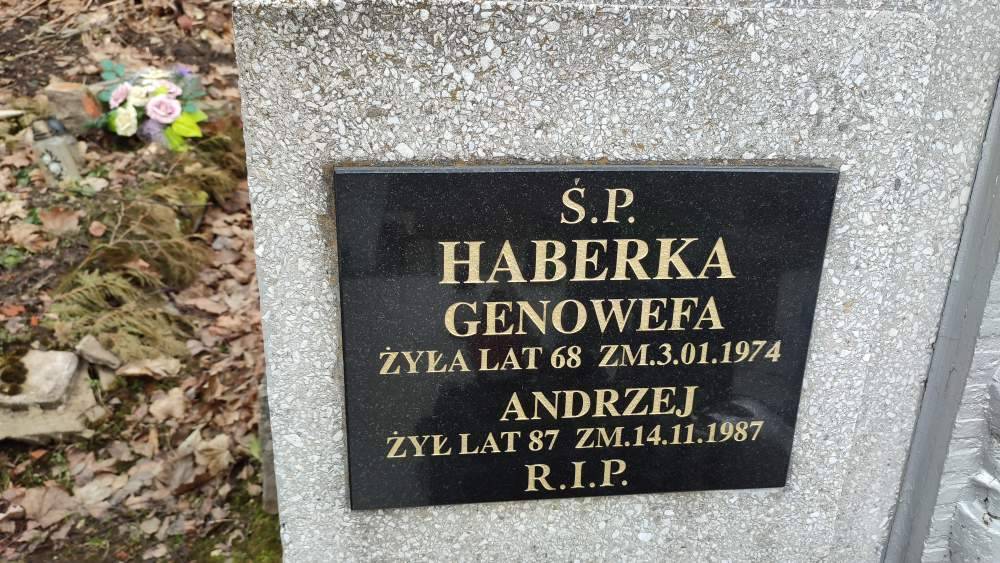 Ś.P.
HABERKA
GENOWEFA
ŻYŁA LAT 68 ZM.3.01.1974
ANDRZEJ
ŻYŁ LAT 87 ZM.14.11.1987
R.I.P.